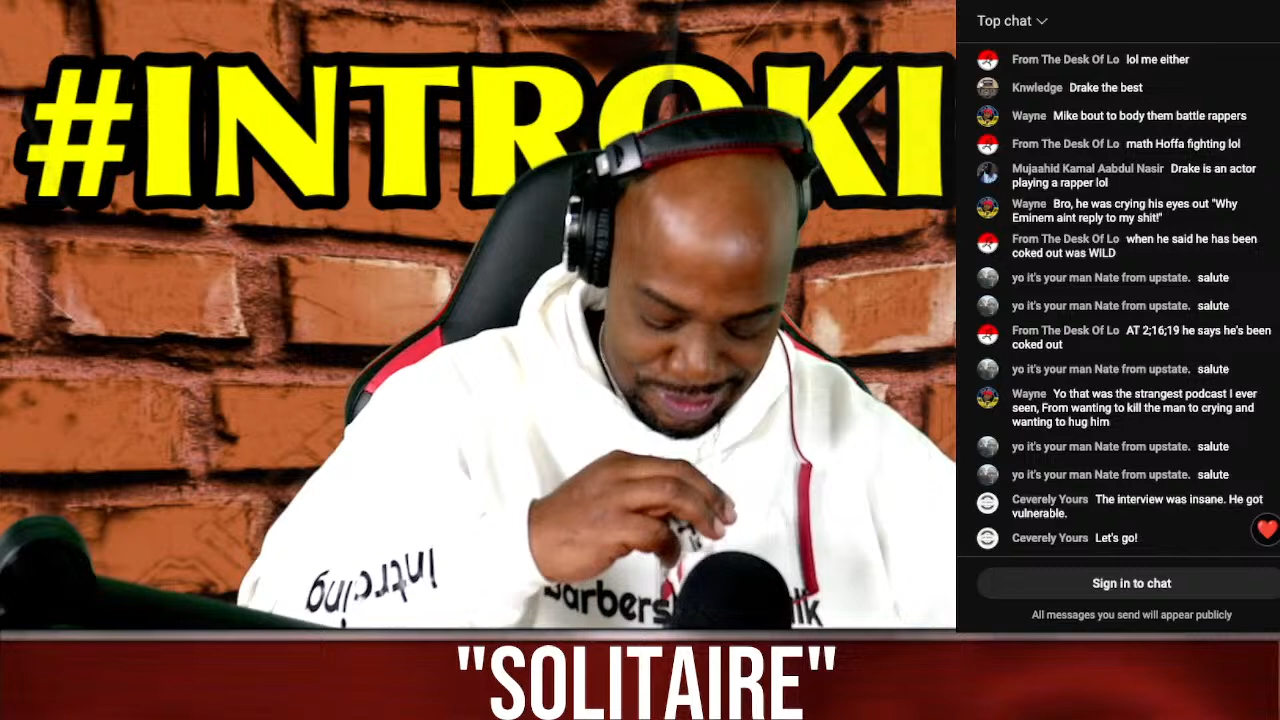 #INTROKI
Intrcing
Barbers
lk
"SOLITAIRE"
Top chat
From The Desk Of Lo lol me either
Knwledge Drake the best
Wayne Mike bout to body them battle rappers
From The Desk Of Lo math Hoffa fighting lol
Mujaahid Kamal Aabdul Nasir Drake is an actor
playing a rapper lol
Wayne Bro, he was crying his eyes out "Why
Eminem aint reply to my shit!"
From The Desk Of Lo when he said he has been
coked out was WILD
yo it's your man Nate from upstate. salute
yo it's your man Nate from upstate. salute
From The Desk Of Lo AT 2;16;19 he says he's been
coked out
yo it's your man Nate from upstate. salute
Wayne Yo that was the strangest podcast I ever
seen, From wanting to kill the man to crying and
wanting to hug him
yo it's your man Nate from upstate. salute
yo it's your man Nate from upstate. salute
Ceverely Yours The interview was insane. He got
vulnerable.
Ceverely Yours Let's go!
Sign in to chat
All messages you send will appear publicly